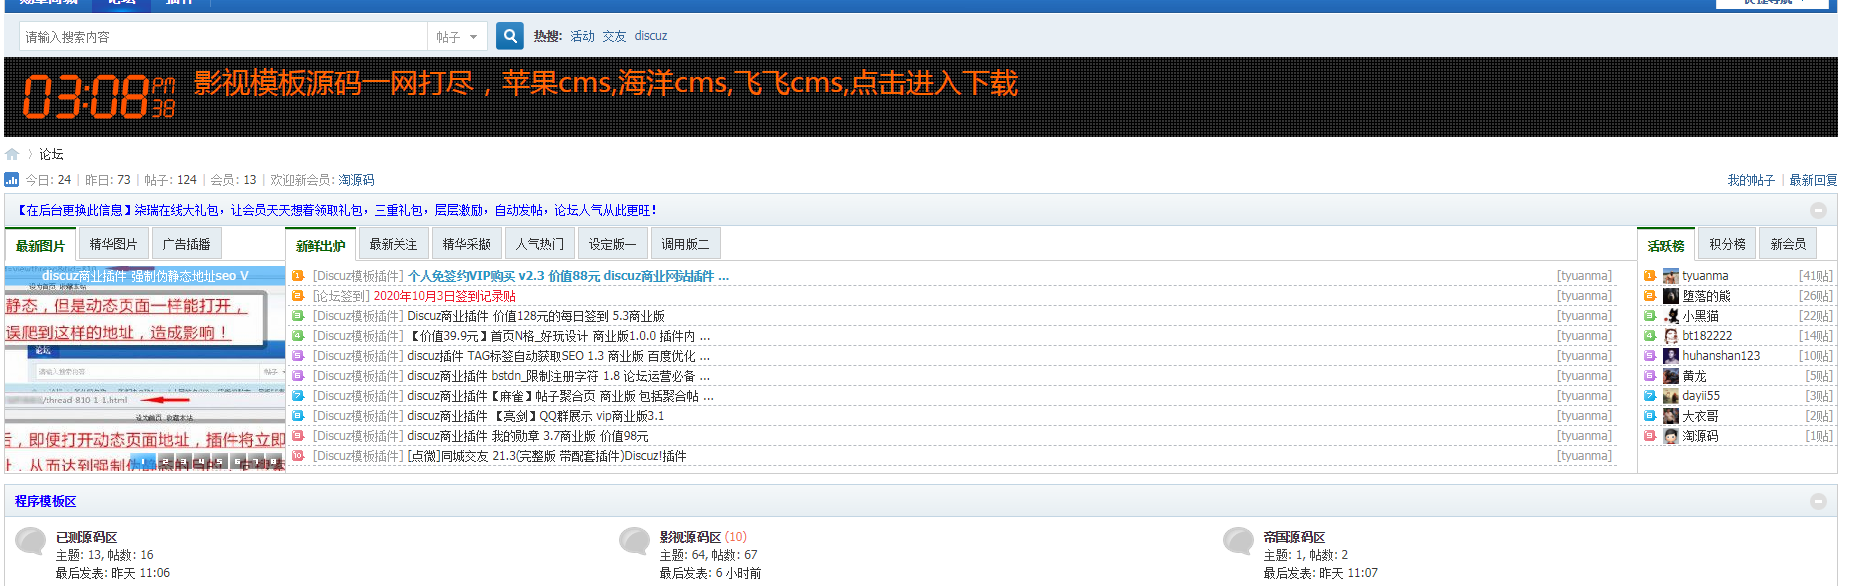 论坛
请输入搜索内容
帖子
热搜: 活动 交友 discuz
03:08 PM 38
影视模板源码一网打尽，苹果cms,海洋cms,飞飞cms,点击进入下载
论坛
今日: 24 | 昨日: 73 | 帖子: 124 | 会员: 13 | 欢迎新会员: 淘源码
我的帖子 | 最新回复
【在后台更换此信息】柒瑞在线大礼包，让会员天天想着领取礼包，三重礼包，层层激励，自动发帖，论坛人气从此更旺！
最新图片 精华图片 广告插播
discuz商业插件 强制伪静态地址seo V
静态，但是动态页面一样能打开，
误爬到这样的地址，造成影响！
论坛
请输入搜索内容
帖子
/thread-810-1-1.html
设为首页 收藏本站
后，即使打开动态页面地址，插件将立即
1 2 3 4 5 6 7 8
新鲜出炉 最新关注 精华采撷 人气热门 设定版一 调用版二
1 [Discuz模板插件] 个人免签约VIP购买 v2.3 价值88元 discuz商业网站插件 ... [tyuanma]
2 [论坛签到] 2020年10月3日签到记录贴 [tyuanma]
3 [Discuz模板插件] Discuz商业插件 价值128元的每日签到 5.3商业版 [tyuanma]
4 [Discuz模板插件] 【价值39.9元】首页N格_好玩设计 商业版1.0.0 插件内 ... [tyuanma]
5 [Discuz模板插件] discuz插件 TAG标签自动获取SEO 1.3 商业版 百度优化 ... [tyuanma]
6 [Discuz模板插件] discuz商业插件 bstdn_限制注册字符 1.8 论坛运营必备 ... [tyuanma]
7 [Discuz模板插件] discuz商业插件【麻雀】帖子聚合页 商业版 包括聚合帖 ... [tyuanma]
8 [Discuz模板插件] discuz商业插件 【亮剑】QQ群展示 vip商业版3.1 [tyuanma]
9 [Discuz模板插件] discuz商业插件 我的勋章 3.7商业版 价值98元 [tyuanma]
10 [Discuz模板插件] [点微]同城交友 21.3(完整版 带配套插件)Discuz!插件 [tyuanma]
活跃榜 积分榜 新会员
1 tyuanma [41贴]
2 堕落的熊 [26贴]
3 小黑猫 [22贴]
4 bt182222 [14贴]
5 huhanshan123 [10贴]
6 黄龙 [5贴]
7 dayii55 [3贴]
8 大衣哥 [2贴]
9 淘源码 [1贴]
程序模板区
已测源码区
主题: 13, 帖数: 16
最后发表: 昨天 11:06
影视源码区 (10)
主题: 64, 帖数: 67
最后发表: 6 小时前
帝国源码区
主题: 1, 帖数: 2
最后发表: 昨天 11:07